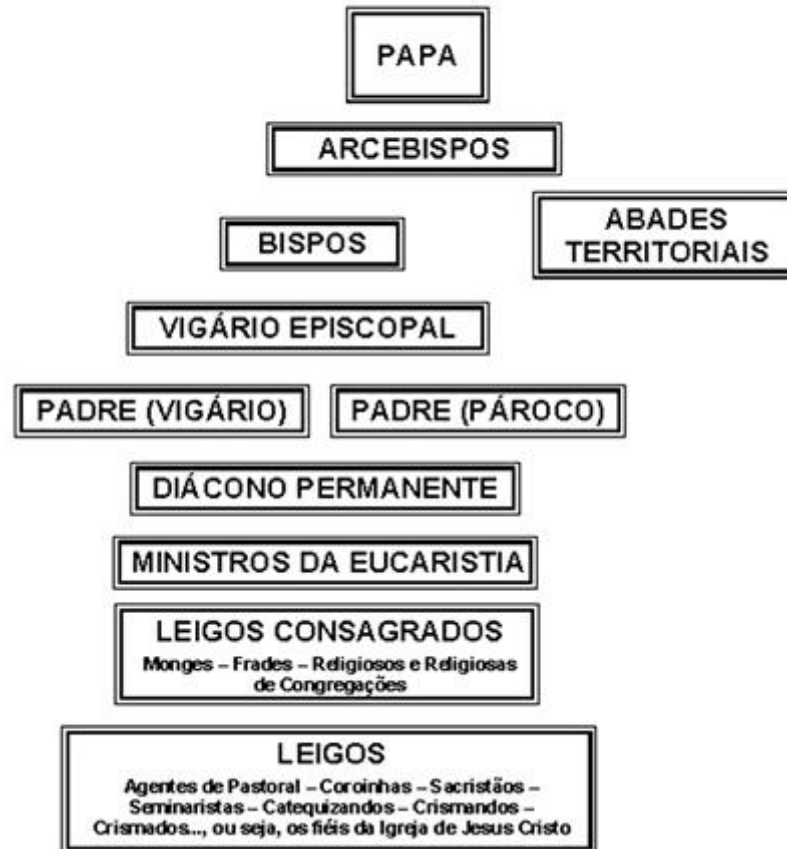 PAPA
ARCEBISPOS
BISPOS
ABADES
TERRITORIAIS
VIGÁRIO EPISCOPAL
PADRE (VIGÁRIO)
PADRE (PÁROCO)
DIÁCONO PERMANENTE
MINISTROS DA EUCARISTIA
LEIGOS CONSAGRADOS
Monges – Frades – Religiosos e Religiosas
de Congregações
LEIGOS
Agentes de Pastoral – Coroinhas – Sacristãos –
Seminaristas – Catequizandos – Crismandos –
Crismados..., ou seja, os fiéis da Igreja de Jesus Cristo